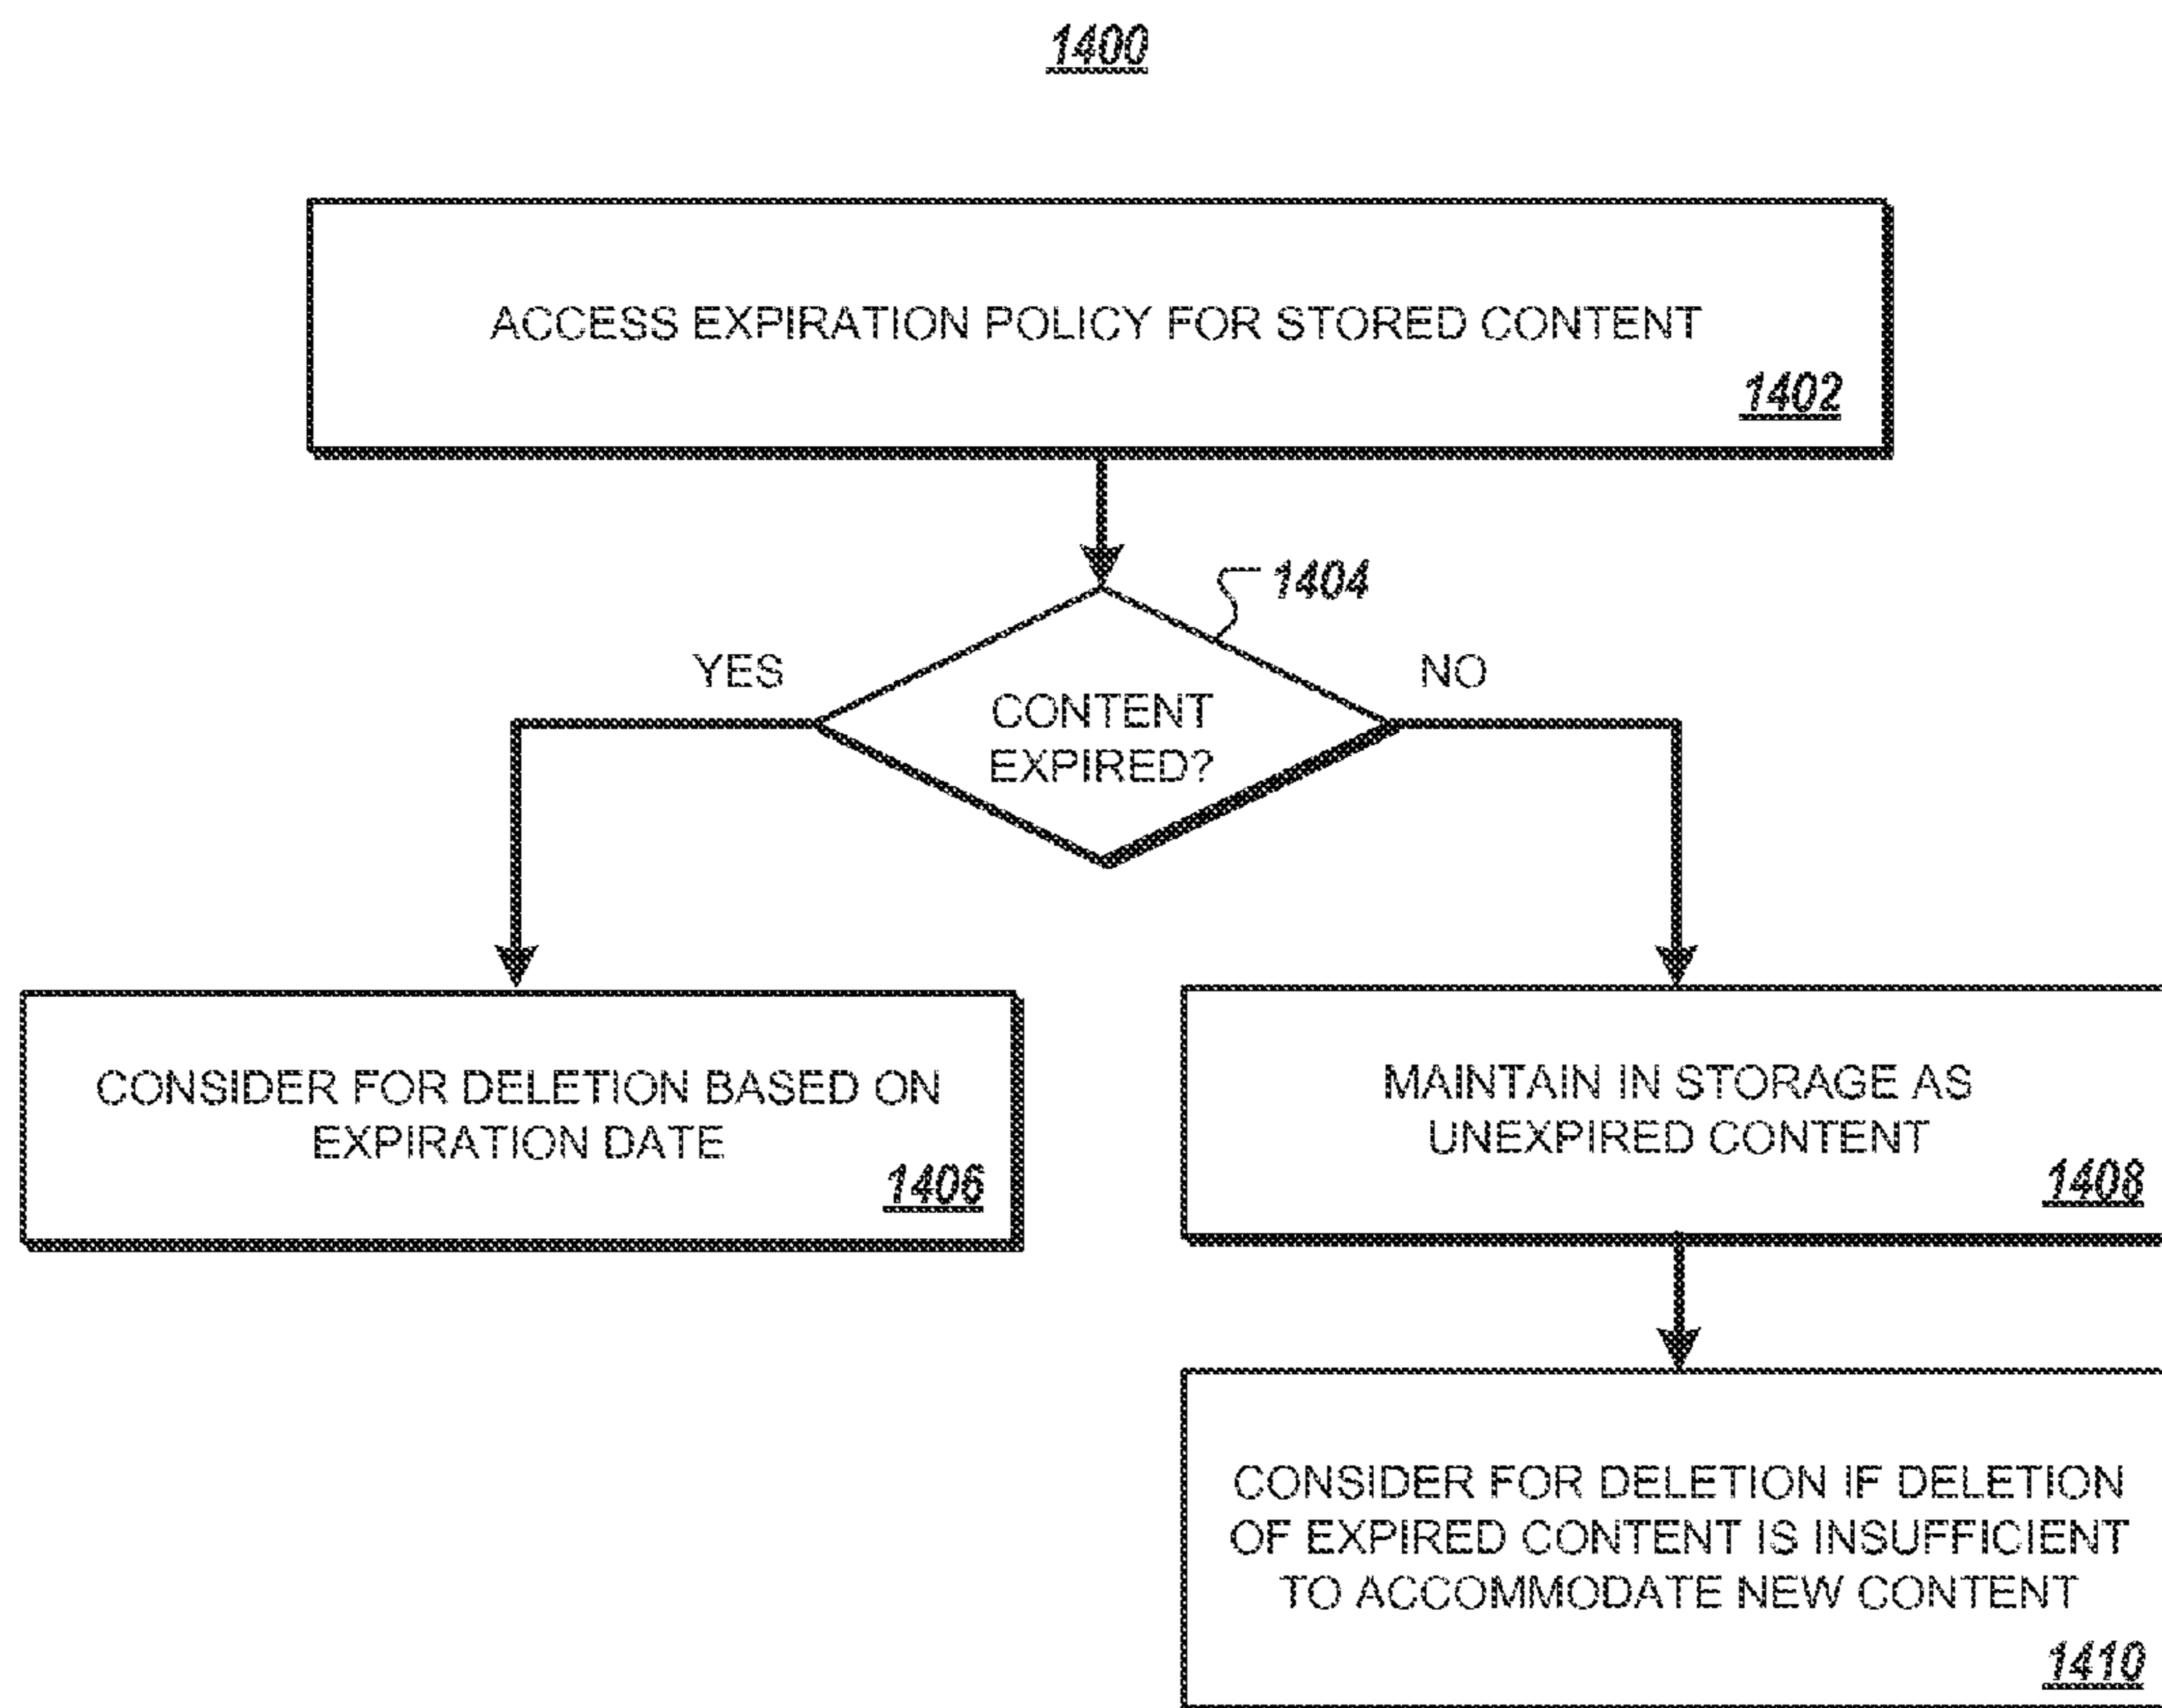 1400
ACCESS EXPIRATION POLICY FOR STORED CONTENT
1402
1404
YES
NO
CONTENT
EXPIRED?
CONSIDER FOR DELETION BASED ON
EXPIRATION DATE
1406
MAINTAIN IN STORAGE AS
UNEXPIRED CONTENT
1408
CONSIDER FOR DELETION IF DELETION
OF EXPIRED CONTENT IS INSUFFICIENT
TO ACCOMMODATE NEW CONTENT
1410